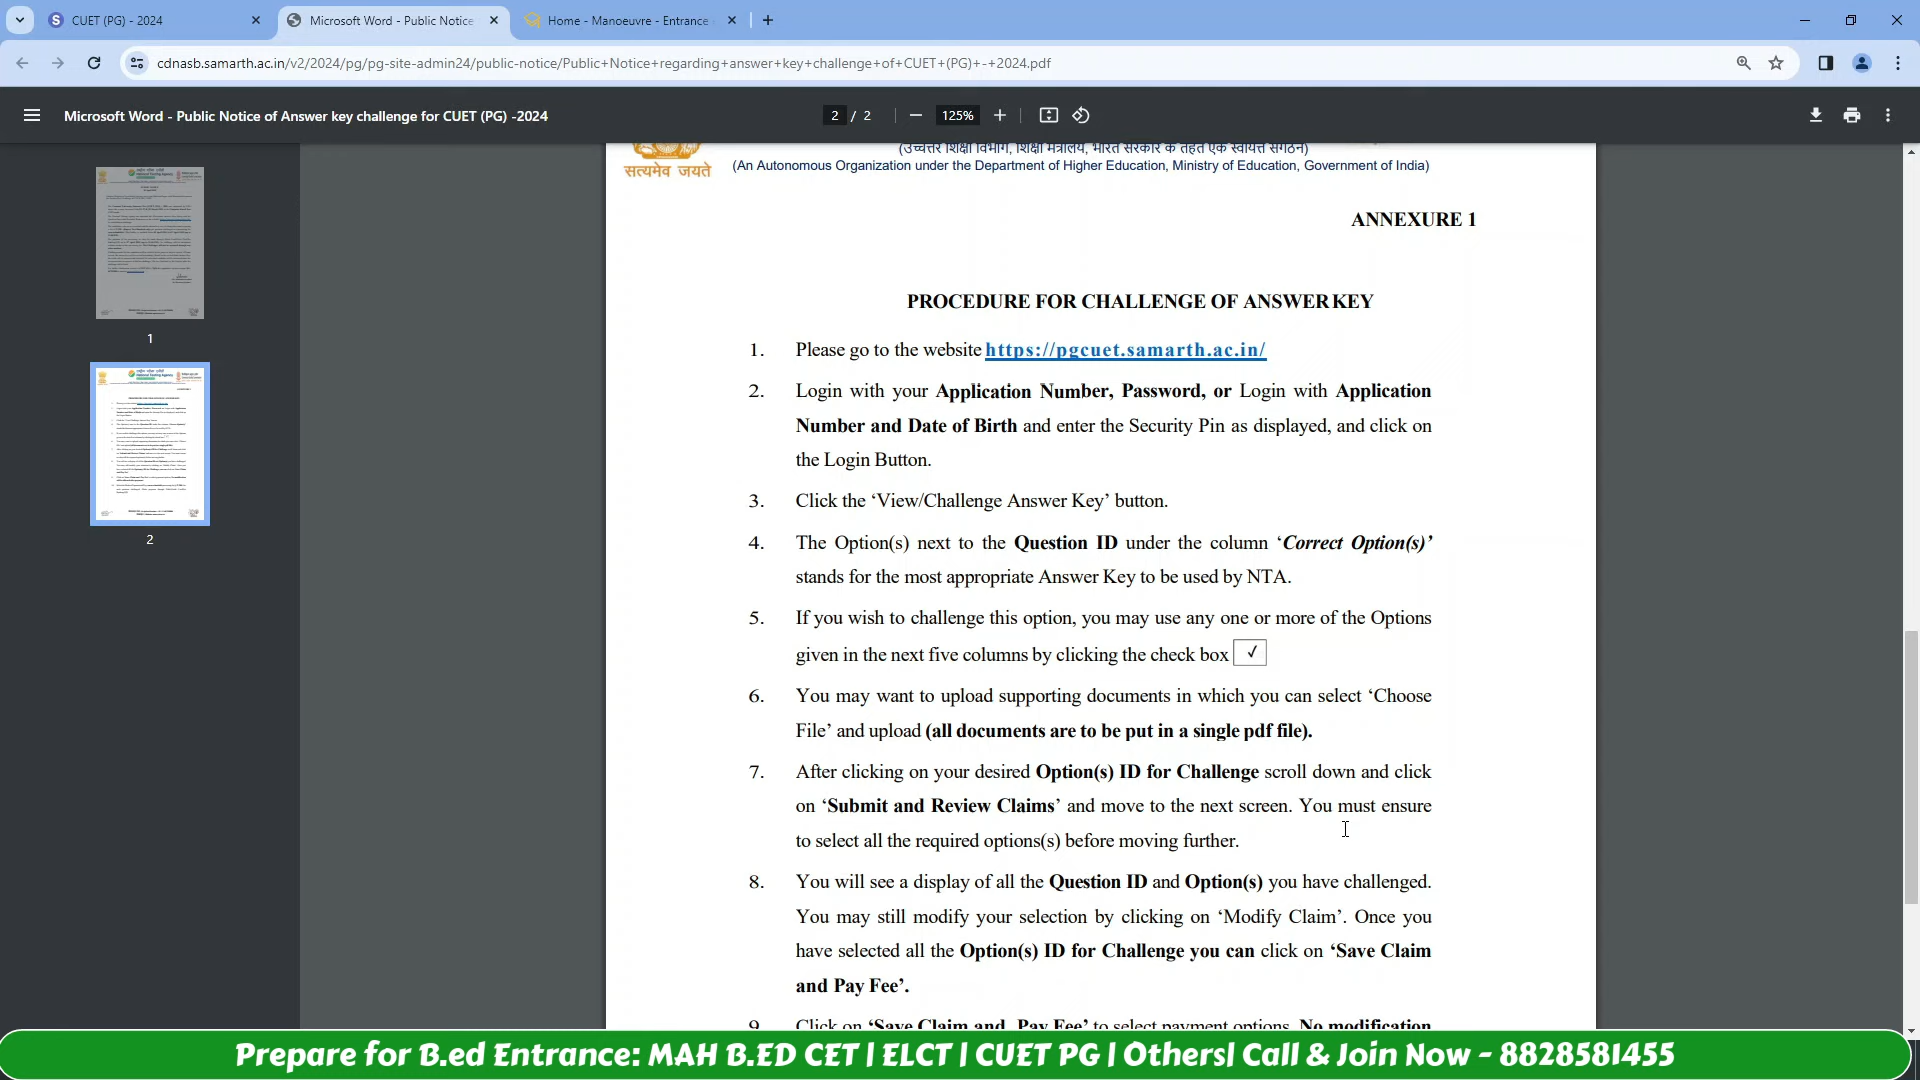 CUET (PG) - 2024
Microsoft Word - Public Notice
Home - Manoeuvre - Entrance
cdnasb.samarth.ac.in/v2/2024/pg/pg-site-admin24/public-notice/Public+Notice+regarding+answer+key+challenge+of+CUET+(PG)+-+2024.pdf
Microsoft Word - Public Notice of Answer key challenge for CUET (PG) -2024
2 / 2
125%
1
2
सत्यमेव जयते
(उच्चतर शिक्षा विभाग, शिक्षा मंत्रालय, भारत सरकार के तहत एक स्वायत्त संगठन)
(An Autonomous Organization under the Department of Higher Education, Ministry of Education, Government of India)
ANNEXURE 1
PROCEDURE FOR CHALLENGE OF ANSWER KEY
1. Please go to the website https://pgcuet.samarth.ac.in/
2. Login with your Application Number, Password, or Login with Application
Number and Date of Birth and enter the Security Pin as displayed, and click on
the Login Button.
3. Click the ‘View/Challenge Answer Key’ button.
4. The Option(s) next to the Question ID under the column ‘Correct Option(s)’
stands for the most appropriate Answer Key to be used by NTA.
5. If you wish to challenge this option, you may use any one or more of the Options
given in the next five columns by clicking the check box ✓
6. You may want to upload supporting documents in which you can select ‘Choose
File’ and upload (all documents are to be put in a single pdf file).
7. After clicking on your desired Option(s) ID for Challenge scroll down and click
on ‘Submit and Review Claims’ and move to the next screen. You must ensure
to select all the required options(s) before moving further.
8. You will see a display of all the Question ID and Option(s) you have challenged.
You may still modify your selection by clicking on ‘Modify Claim’. Once you
have selected all the Option(s) ID for Challenge you can click on ‘Save Claim
and Pay Fee’.
9. Click on ‘Save Claim and Pay Fee’ to select payment options. No modification
Prepare for B.ed Entrance: MAH B.ED CET | ELCT | CUET PG | Others| Call & Join Now - 8828581455